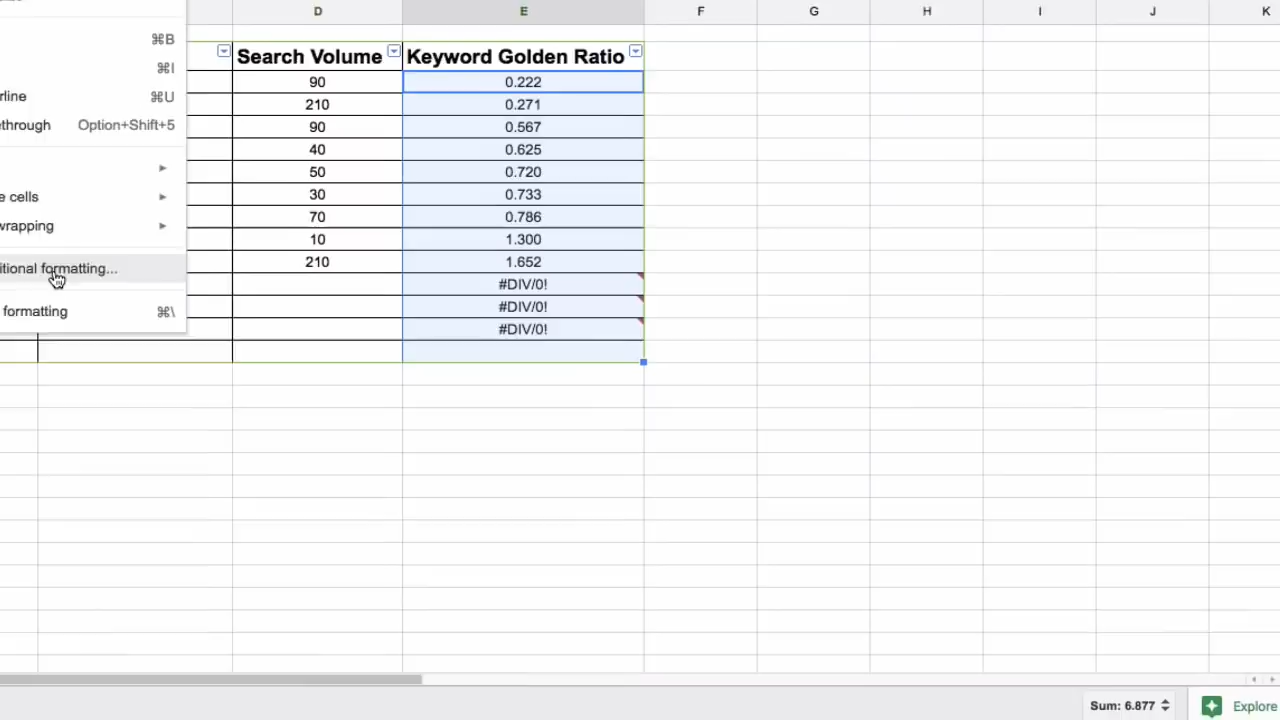 D E F G H I J K
⌘B
⌘I
rline ⌘U
ethrough Option+Shift+5
e cells
wrapping
itional formatting...
formatting ⌘\
Search Volume Keyword Golden Ratio
90 0.222
210 0.271
90 0.567
40 0.625
50 0.720
30 0.733
70 0.786
10 1.300
210 1.652
#DIV/0!
#DIV/0!
#DIV/0!
Sum: 6.877 Explore